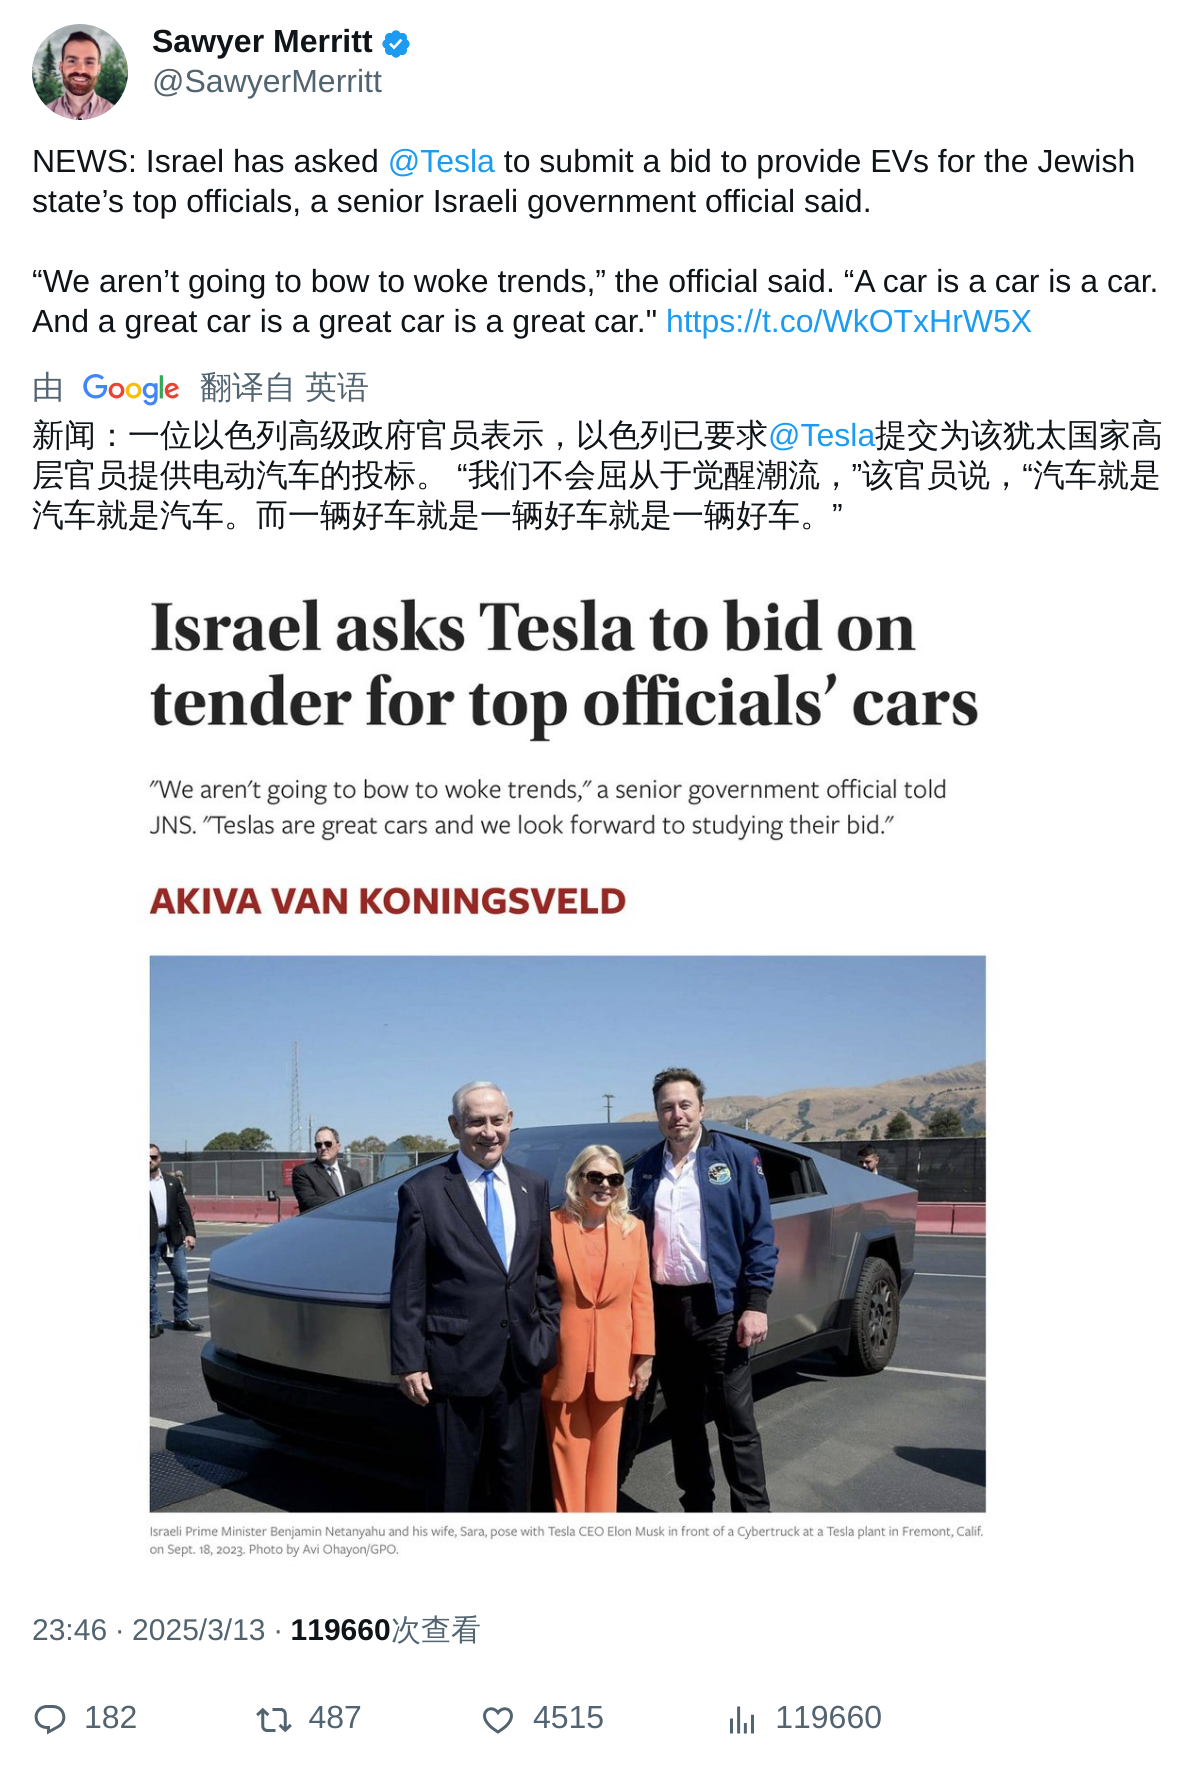 Sawyer Merritt
@SawyerMerritt
NEWS: Israel has asked @Tesla to submit a bid to provide EVs for the Jewish
state’s top officials, a senior Israeli government official said.
“We aren’t going to bow to woke trends,” the official said. “A car is a car is a car.
And a great car is a great car is a great car." https://t.co/WkOTxHrW5X
由 Google 翻译自 英语
新闻：一位以色列高级政府官员表示，以色列已要求@Tesla提交为该犹太国家高
层官员提供电动汽车的投标。 “我们不会屈从于觉醒潮流，”该官员说，“汽车就是
汽车就是汽车。而一辆好车就是一辆好车就是一辆好车。”
Israel asks Tesla to bid on
tender for top officials’ cars
"We aren't going to bow to woke trends," a senior government official told
JNS. "Teslas are great cars and we look forward to studying their bid."
AKIVA VAN KONINGSVELD
Israeli Prime Minister Benjamin Netanyahu and his wife, Sara, pose with Tesla CEO Elon Musk in front of a Cybertruck at a Tesla plant in Fremont, Calif.
on Sept. 18, 2023. Photo by Avi Ohayon/GPO.
23:46 · 2025/3/13 · 119660次查看
182 487 4515 119660